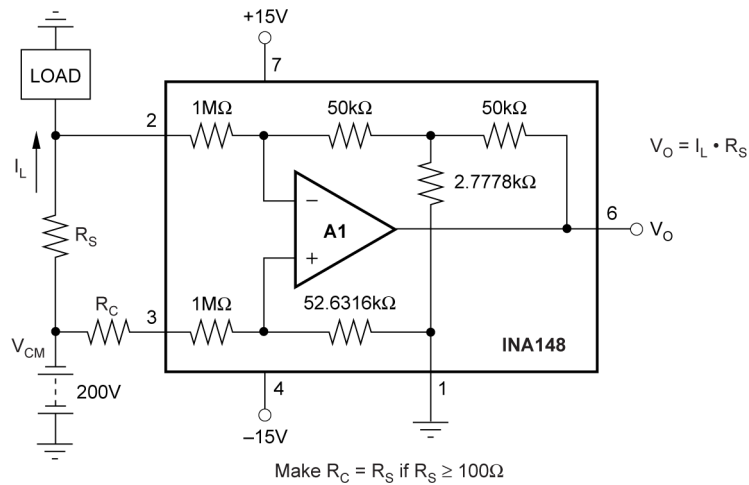 +15V
LOAD
7
1MΩ
50kΩ
50kΩ
2
V_O = I_L • R_S
I_L
2.7778kΩ
−
6
R_S
A1
V_O
+
R_C
3
1MΩ
52.6316kΩ
INA148
V_CM
200V
4
1
−15V
Make R_C = R_S if R_S ≥ 100Ω